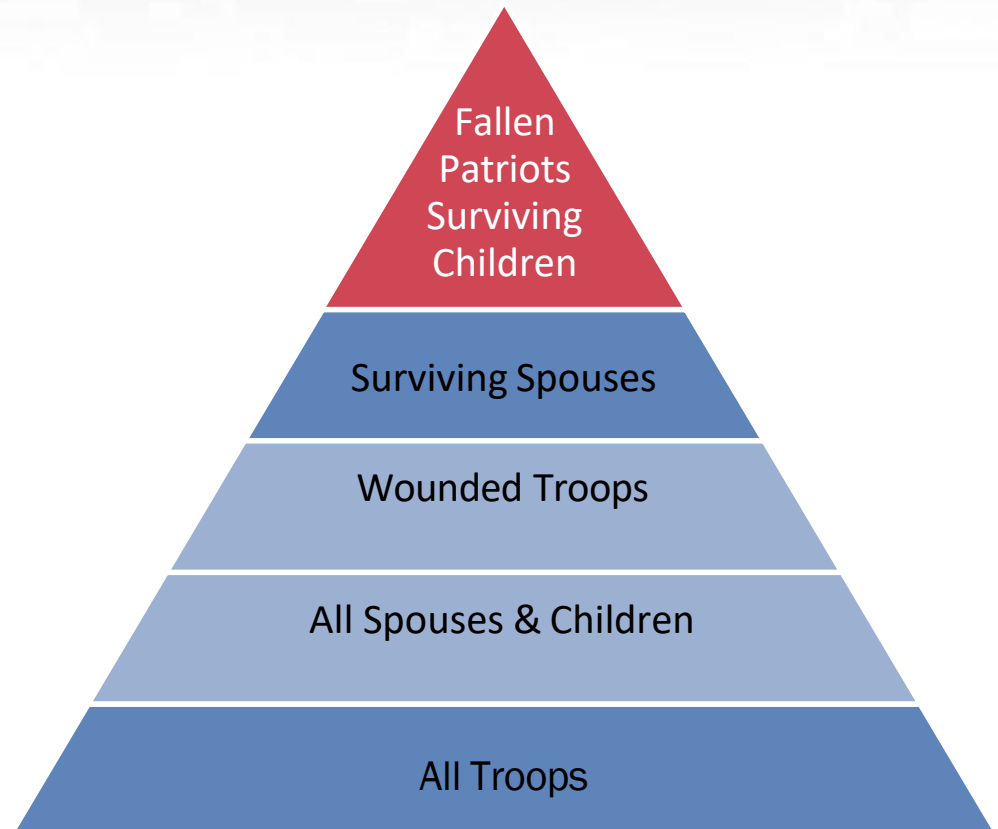 Fallen
Patriots
Surviving
Children
Surviving Spouses
Wounded Troops
All Spouses & Children
All Troops